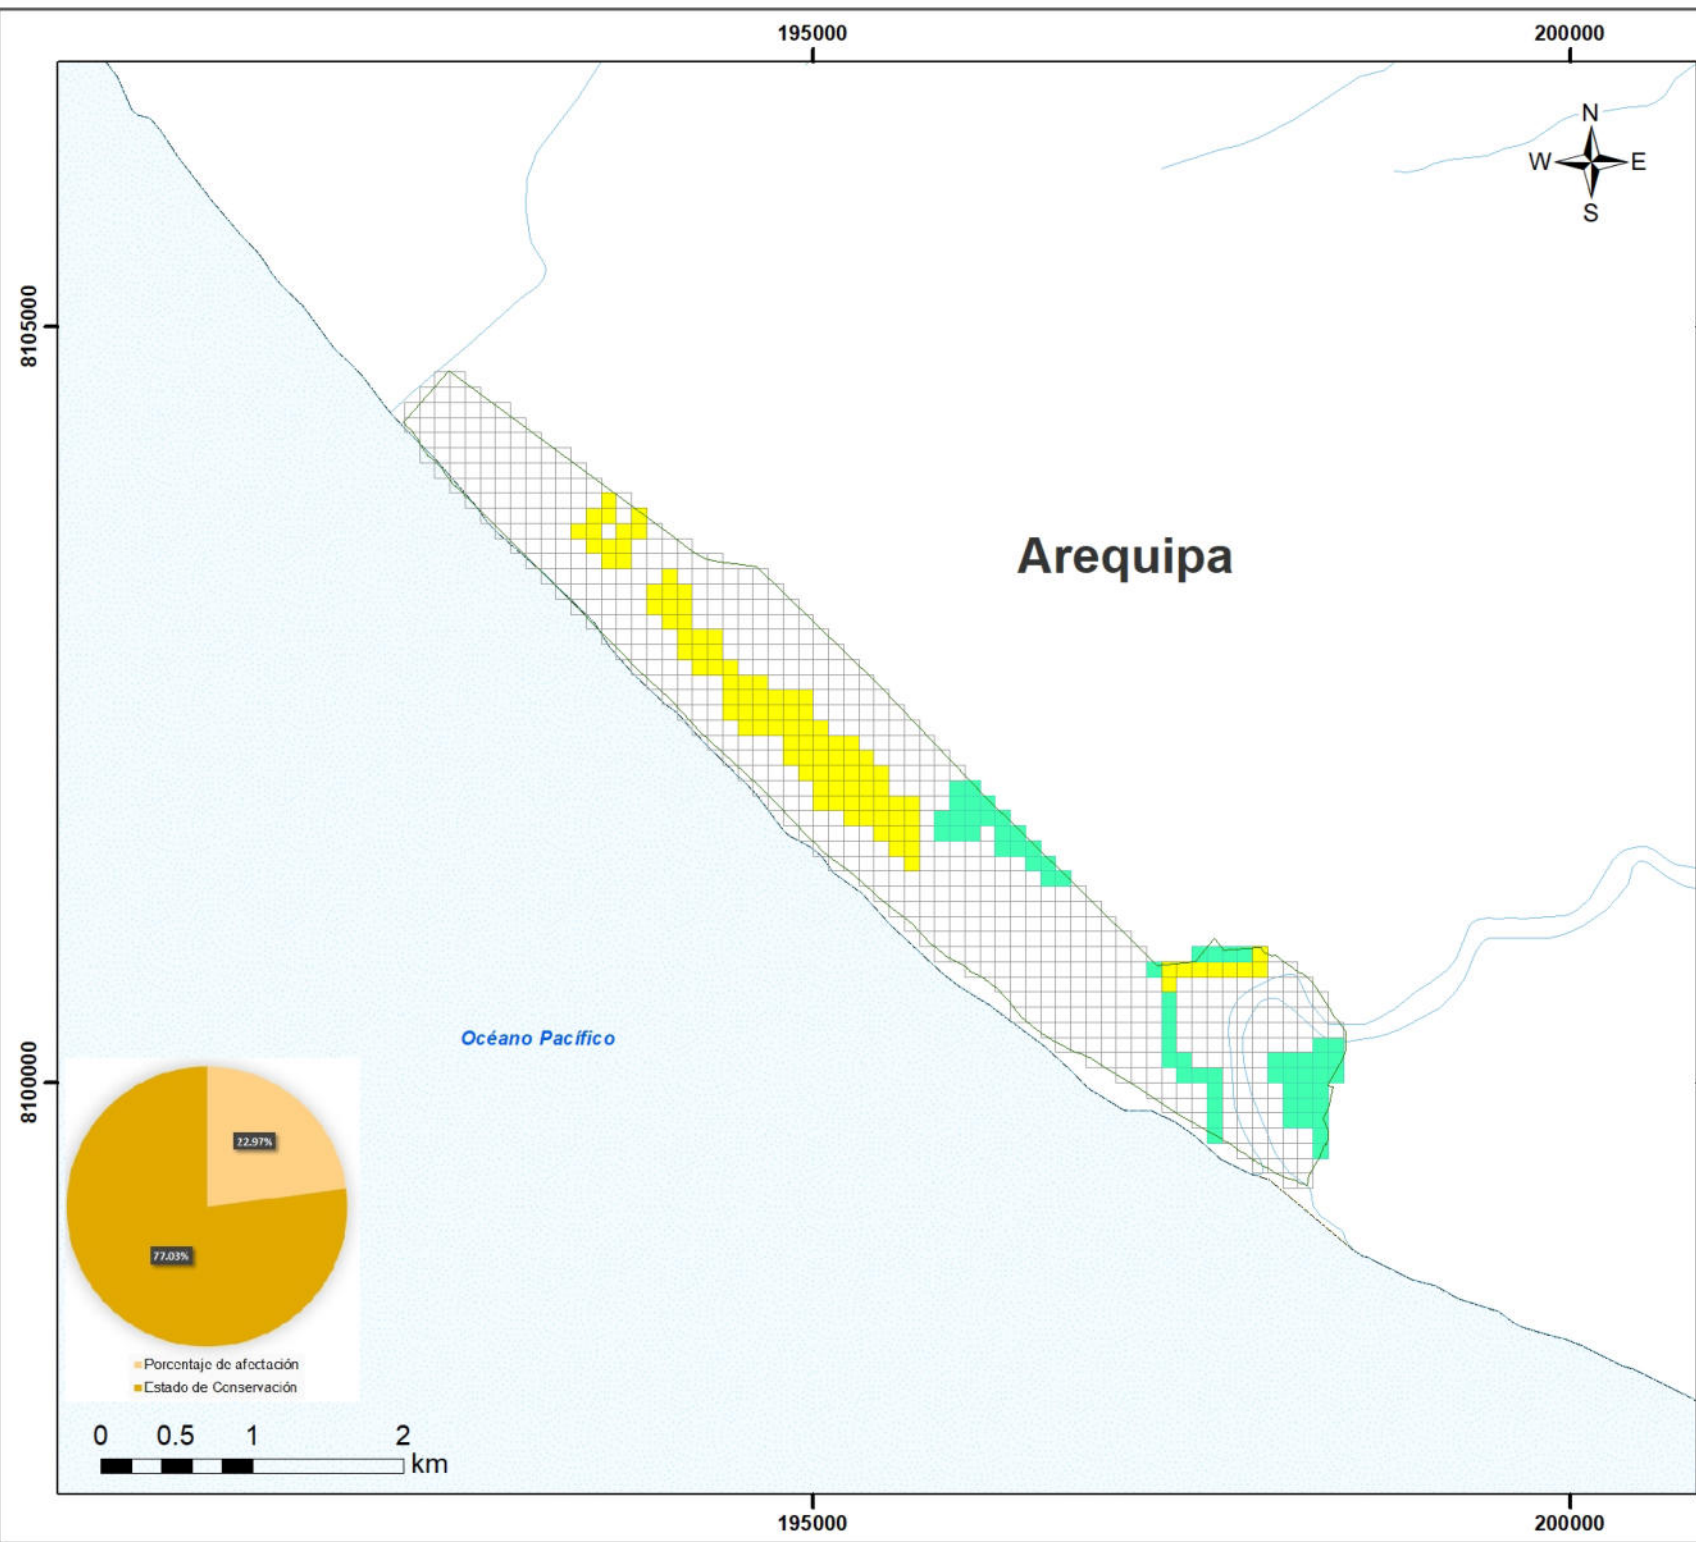 195000
200000
N
W
E
S
8105000
Arequipa
Océano Pacífico
8100000
22.97%
77.03%
Porcentaje de afectación
Estado de Conservación
0 0.5 1 2
km
195000
200000